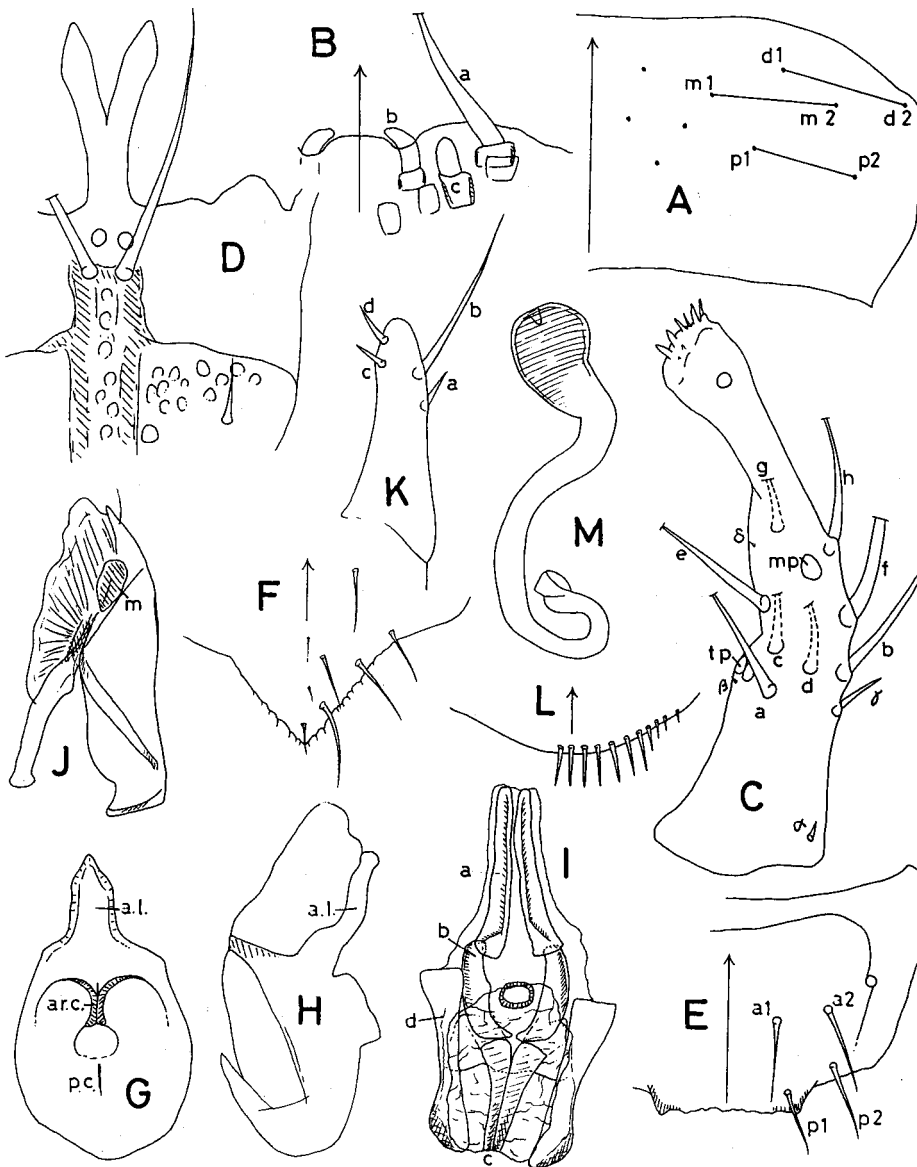 A
d1
m1
m2
d2
p1
p2
B
a
b
c
D
K
d
b
c
a
M
C
g
h
δ
e
mp
f
c
d
b
tp
β
a
γ
α
F
J
m
L
G
a.l.
ar.c.
p.c.
H
a.l.
I
a
b
d
c
E
a1
a2
p1
p2